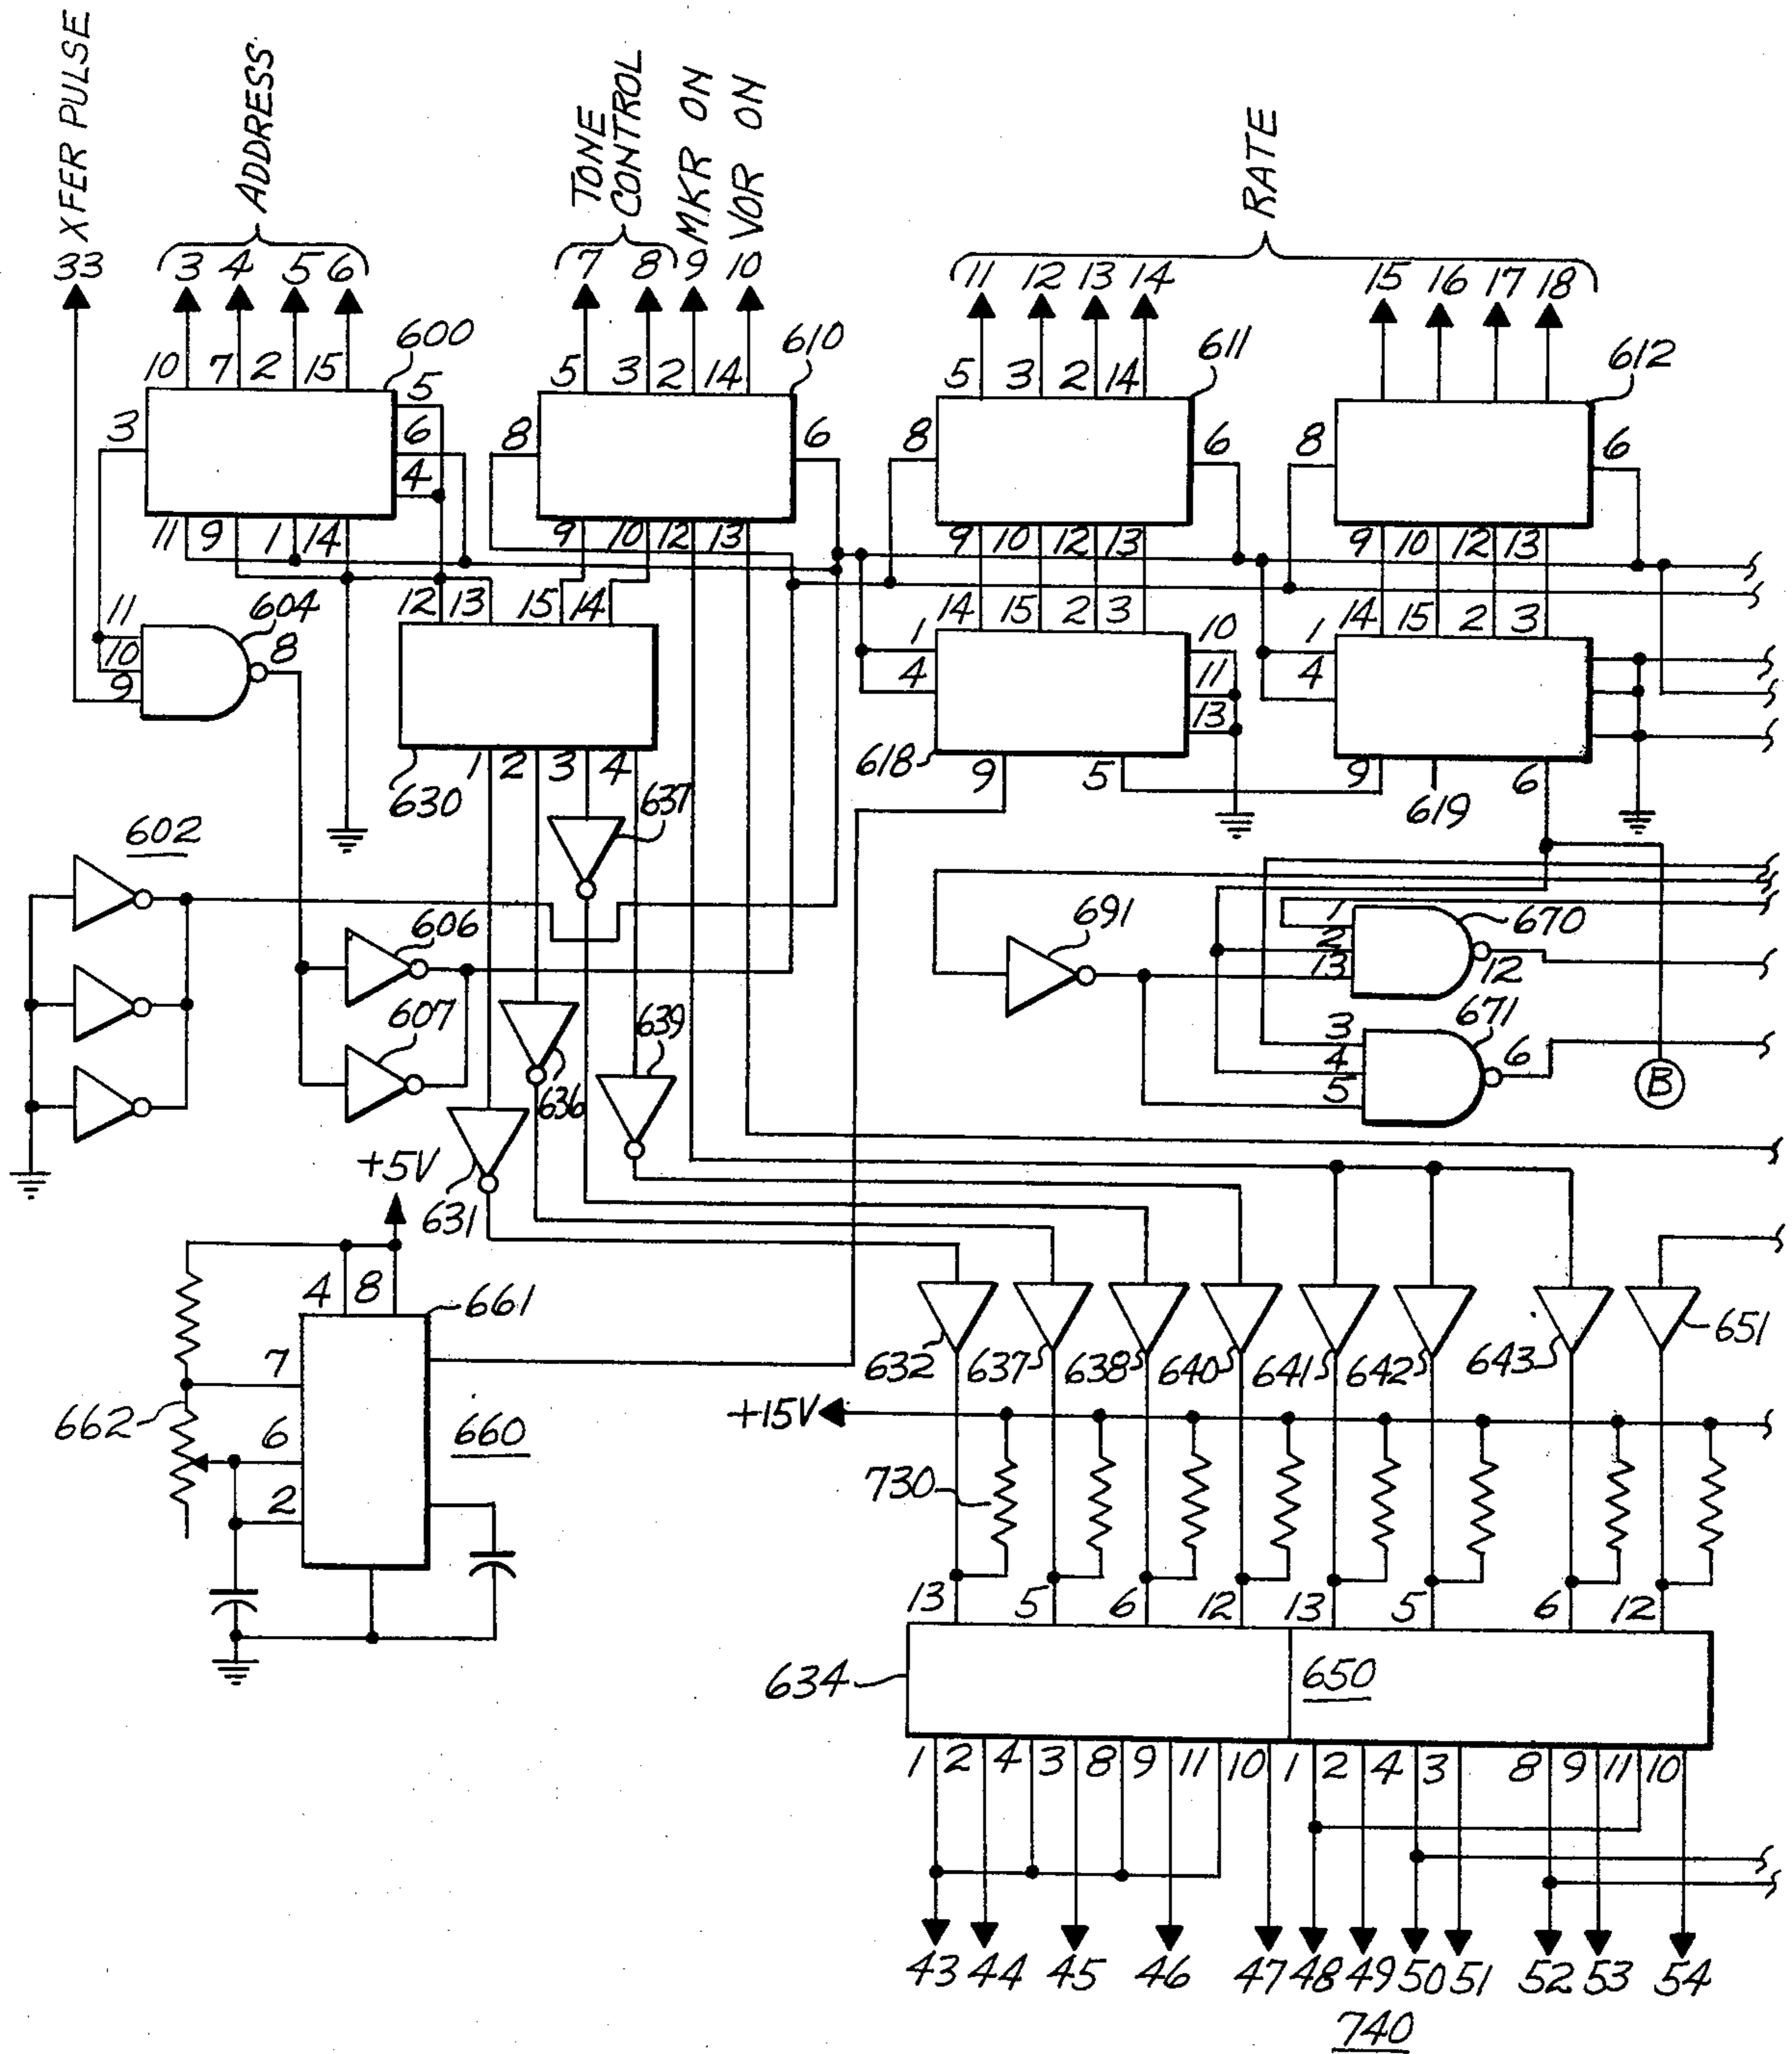 XFER PULSE
ADDRESS
TONE CONTROL
MKR ON
VOR ON
RATE
33 3 4 5 6 7 8 9 10 11 12 13 14 15 16 17 18
10 7 2 15 600 5 3 2 14 610 5 3 2 14 611 612
3 5 6 4 8 6 8 6 8 6
11 9 1 14 9 10 12 13 9 10 12 13 9 10 12 13
11 10 9 604 8 12 13 15 14 14 15 2 3 14 15 2 3
1 4 10 11 13 1 4
630 1 2 3 4 618 9 5 9 619 6
602 637
606 691 1 2 13 670 12
607 636 639 3 4 5 671 6 B
+5V 631
4 8 661
7 632 637 638 640 641 642 643 651
662 6 660 +15V
2 730
13 5 6 12 13 5 6 12
634 650
1 2 4 3 8 9 11 10 1 2 4 3 8 9 11 10
43 44 45 46 47 48 49 50 51 52 53 54
740